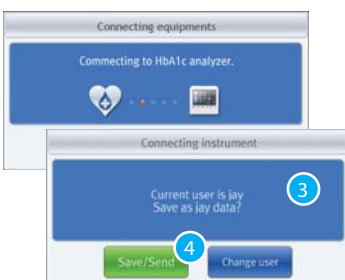 Connecting equipments
Commecting to HbA1c analyzer.
Connecting instrument
Current user is jay
Save as jay data?
3
4
Save/Send
Change user